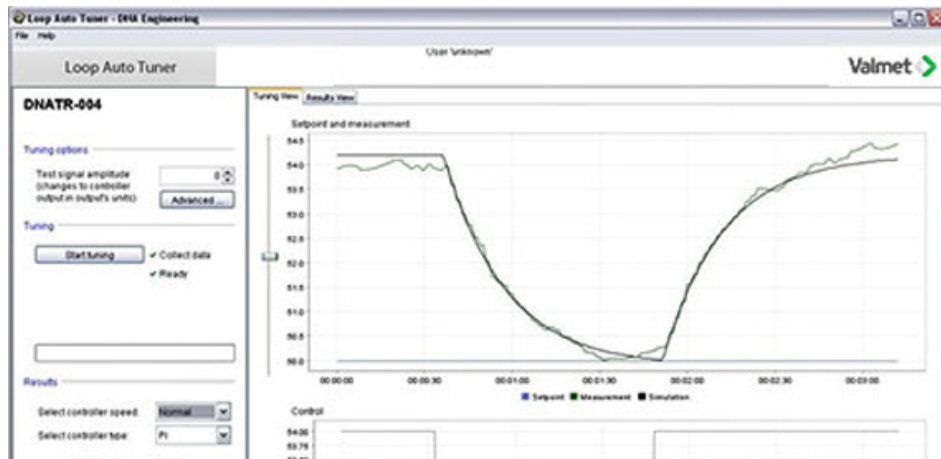 Loop Auto Tuner - DNA Engineering
File Help
User 'unknown'
Loop Auto Tuner
Valmet
DNATR-004
Tuning View Results View
Setpoint and measurement
Tuning options
Test signal amplitude
(changes to controller
output in output's units)
Advanced ...
Tuning
Start tuning
Collect data
Ready
54.5
54.0
53.5
53.0
52.5
52.0
51.5
51.0
50.5
50.0
00:00:00 00:00:30 00:01:00 00:01:30 00:02:00 00:02:30 00:03:00
Setpoint Measurement Simulation
Results
Select controller speed: Normal
Select controller type: PI
Control
54.00
53.75